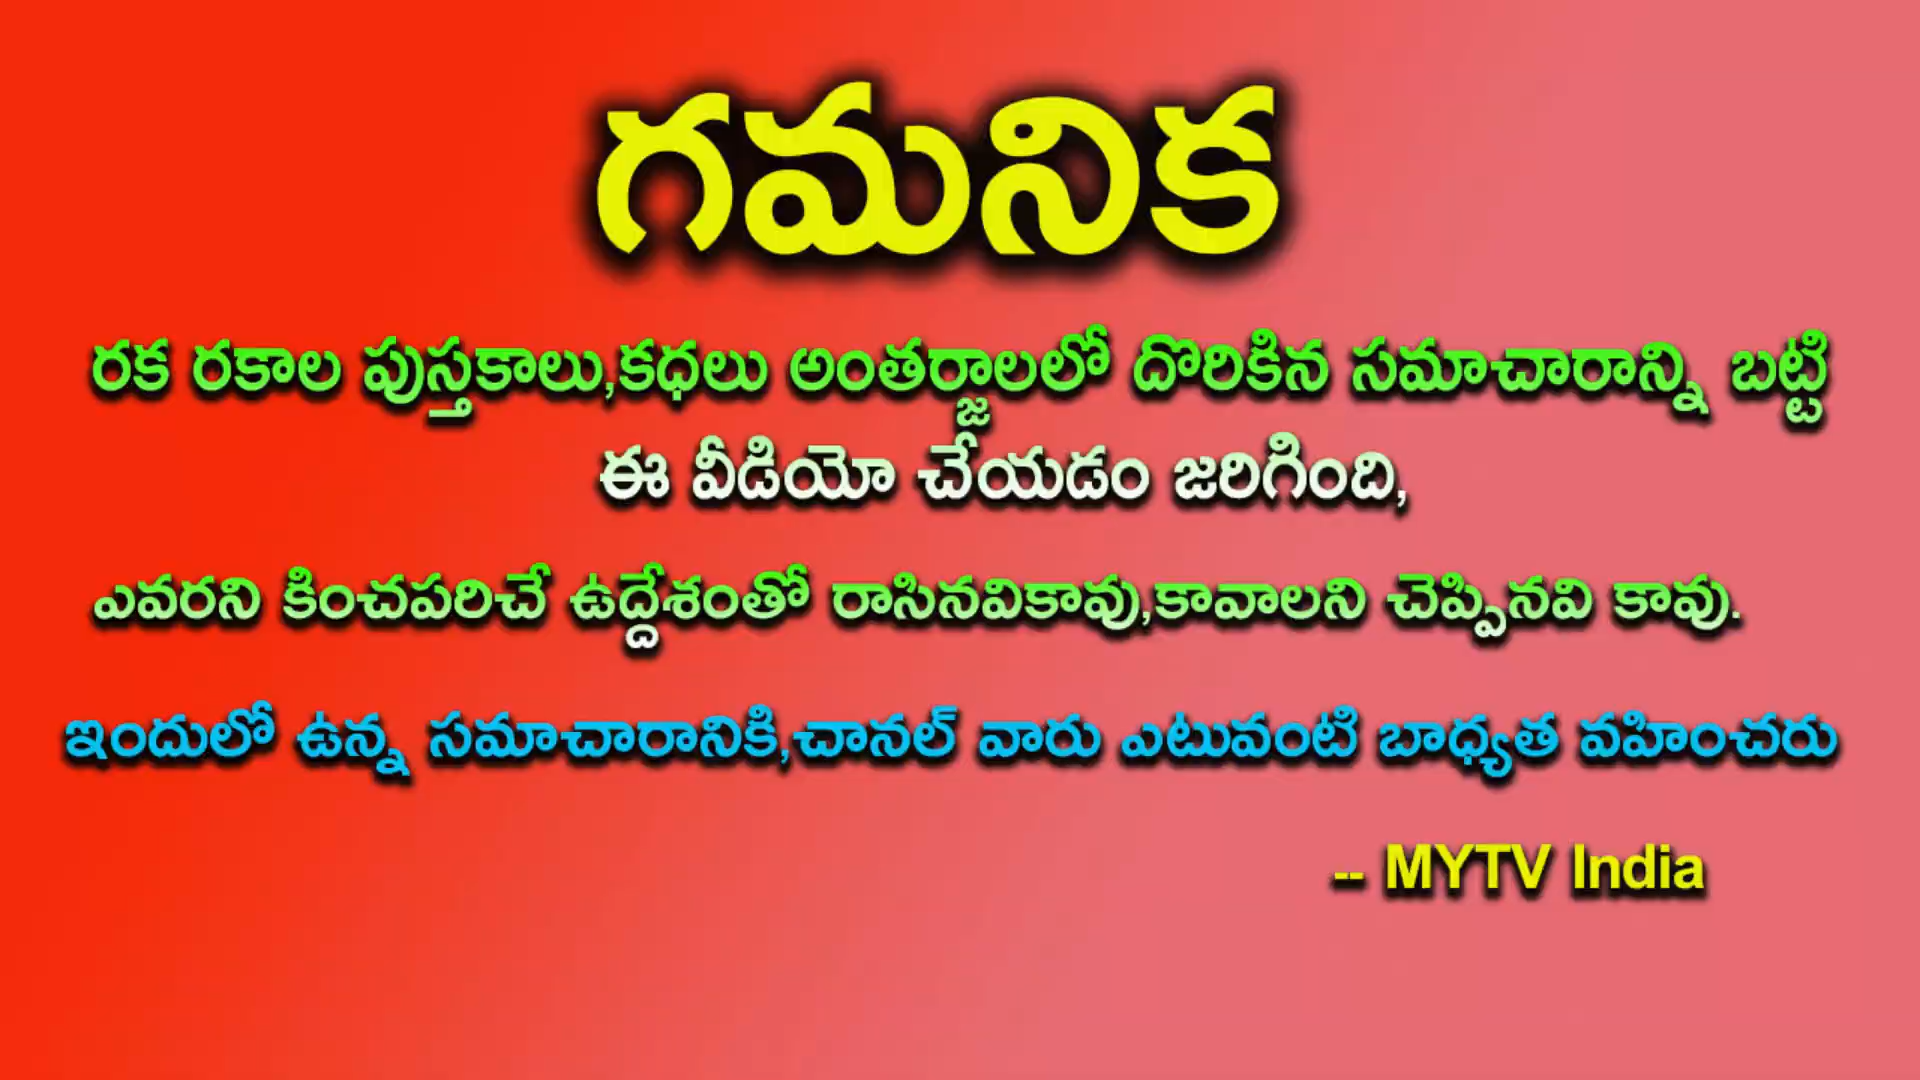 గమనిక
రక రకాల పుస్తకాలు,కధలు అంతర్జాలలో దొరికిన సమాచారాన్ని బట్టి
ఈ వీడియో చేయడం జరిగింది,
ఎవరని కించపరిచే ఉద్దేశంతో రాసినవికావు,కావాలని చెప్పినవి కావు.
ఇందులో ఉన్న సమాచారానికి,చానల్ వారు ఎటువంటి బాధ్యత వహించరు
-- MYTV India